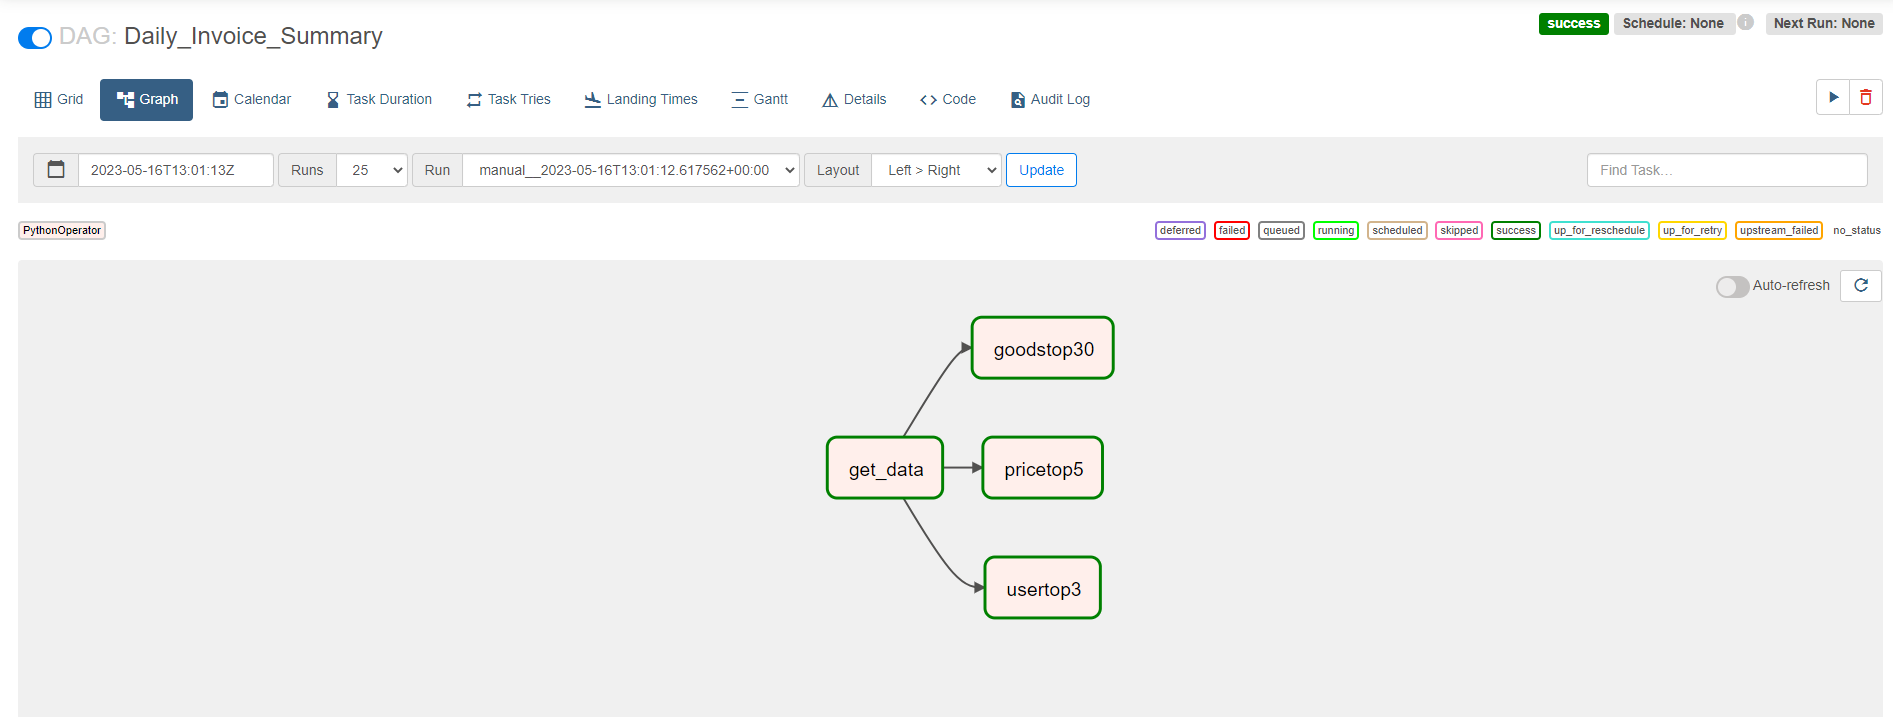 DAG: Daily_Invoice_Summary
success Schedule: None i Next Run: None
Grid Graph Calendar Task Duration Task Tries Landing Times Gantt Details Code Audit Log
2023-05-16T13:01:13Z Runs 25 Run manual__2023-05-16T13:01:12.617562+00:00 Layout Left > Right Update Find Task...
PythonOperator deferred failed queued running scheduled skipped success up_for_reschedule up_for_retry upstream_failed no_status
Auto-refresh
goodstop30
get_data pricetop5
usertop3